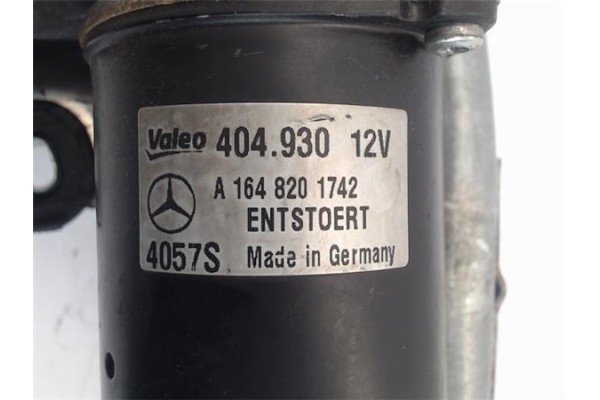 Valeo 404.930 12V
A 164 820 1742
ENTSTOERT
4057S Made in Germany